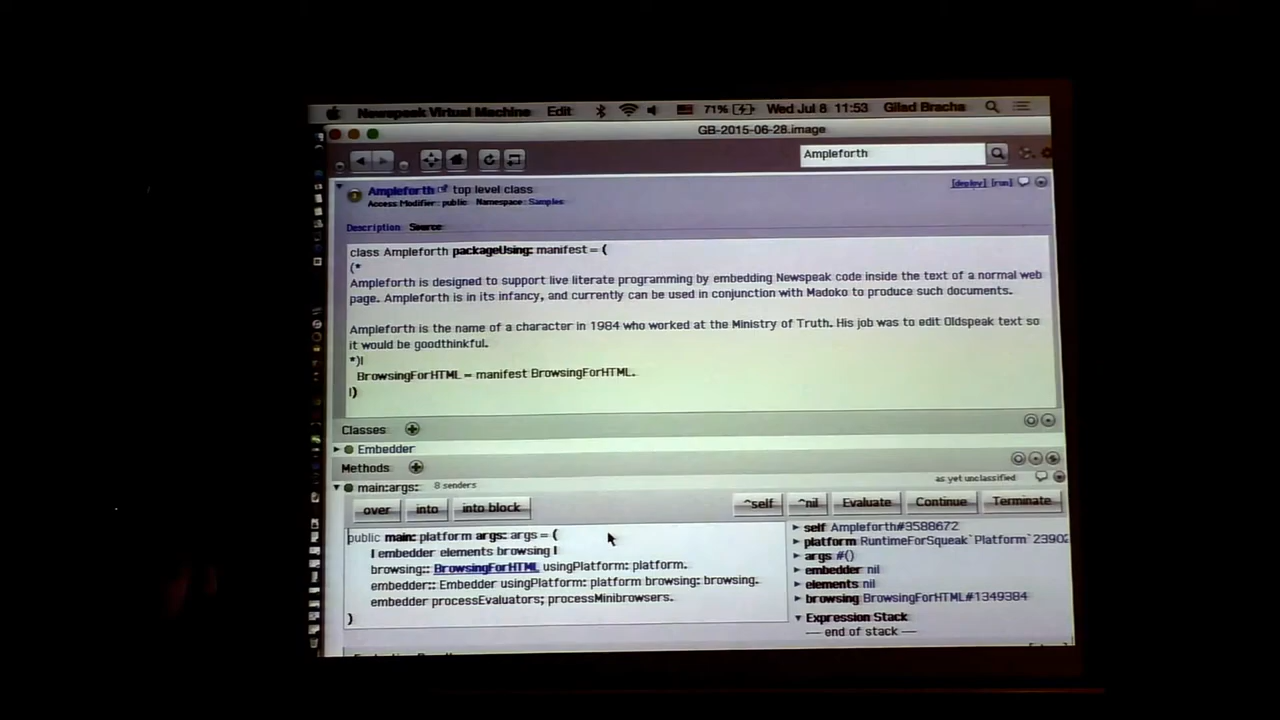 Newspeak Virtual Machine Edit 71% Wed Jul 8 11:53 Gilad Bracha
GB-2015-06-28.image
Ampleforth
Ampleforth top level class [deploy] [run]
Access Modifier: public Namespace: Samples
Description Source
class Ampleforth packageUsing: manifest = (
(*
Ampleforth is designed to support live literate programming by embedding Newspeak code inside the text of a normal web
page. Ampleforth is in its infancy, and currently can be used in conjunction with Madoko to produce such documents.
Ampleforth is the name of a character in 1984 who worked at the Ministry of Truth. His job was to edit Oldspeak text so
it would be goodthinkful.
*)|
BrowsingForHTML = manifest BrowsingForHTML.
|)
Classes
Embedder
Methods
main:args: 8 senders as yet unclassified
over into into block ^self ^nil Evaluate Continue Terminate
public main: platform args: args = (
| embedder elements browsing |
browsing:: BrowsingForHTML usingPlatform: platform.
embedder:: Embedder usingPlatform: platform browsing: browsing.
embedder processEvaluators; processMinibrowsers.
)
self Ampleforth#3588672
platform RuntimeForSqueak`Platform`2390
args #()
embedder nil
elements nil
browsing BrowsingForHTML#1349384
Expression Stack
--- end of stack ---